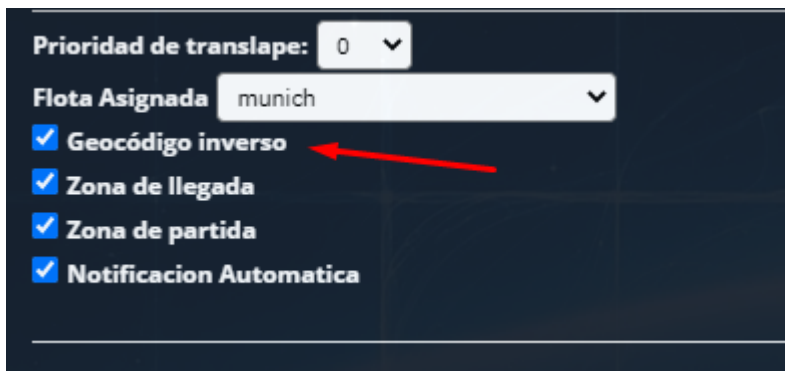 Prioridad de translape: 0
Flota Asignada munich
Geocódigo inverso
Zona de llegada
Zona de partida
Notificacion Automatica